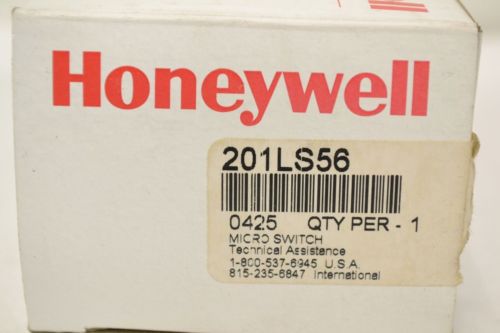 Honeywell
201LS56
0425 QTY PER - 1
MICRO SWITCH
Technical Assistance
1-800-537-6945 U.S.A.
815-235-6847 International